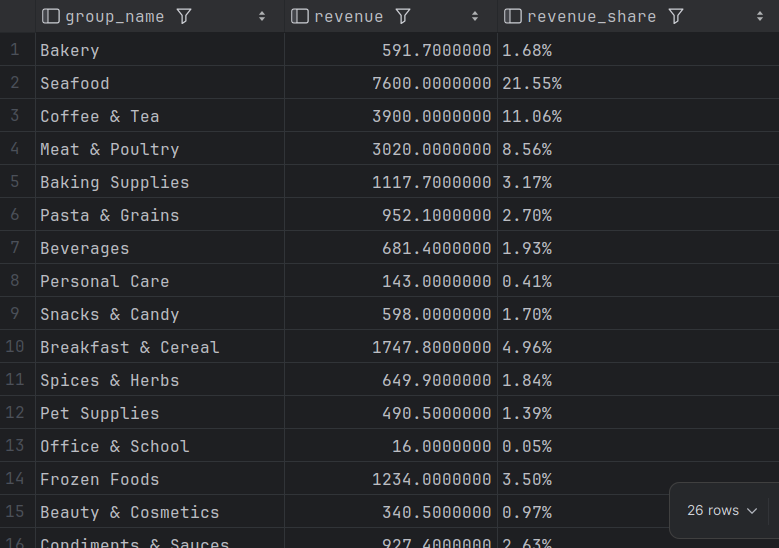 group_name revenue revenue_share
1 Bakery 591.7000000 1.68%
2 Seafood 7600.0000000 21.55%
3 Coffee & Tea 3900.0000000 11.06%
4 Meat & Poultry 3020.0000000 8.56%
5 Baking Supplies 1117.7000000 3.17%
6 Pasta & Grains 952.1000000 2.70%
7 Beverages 681.4000000 1.93%
8 Personal Care 143.0000000 0.41%
9 Snacks & Candy 598.0000000 1.70%
10 Breakfast & Cereal 1747.8000000 4.96%
11 Spices & Herbs 649.9000000 1.84%
12 Pet Supplies 490.5000000 1.39%
13 Office & School 16.0000000 0.05%
14 Frozen Foods 1234.0000000 3.50%
15 Beauty & Cosmetics 340.5000000 0.97%
26 rows
16 Condiments & Sauces 927.4000000 2.63%